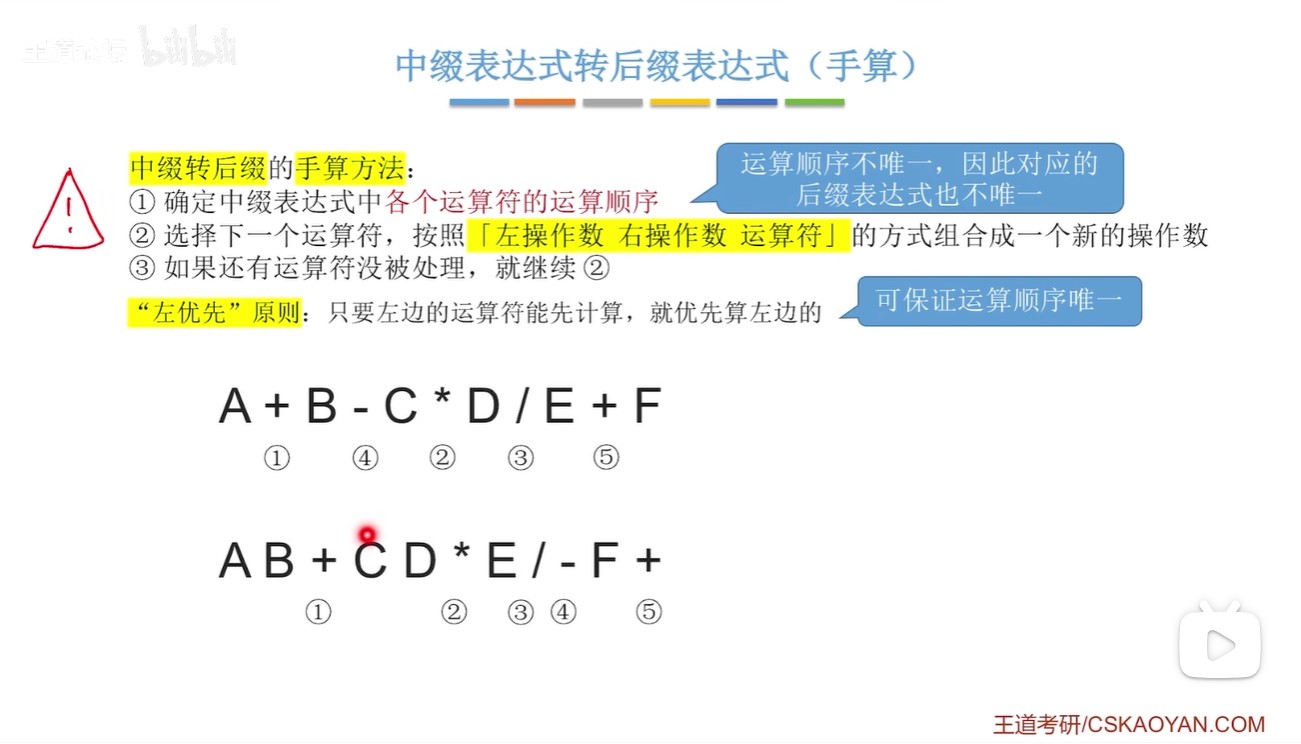 王道论坛 bilibili
中缀表达式转后缀表达式（手算）
中缀转后缀的手算方法：
① 确定中缀表达式中各个运算符的运算顺序
运算顺序不唯一，因此对应的
后缀表达式也不唯一
② 选择下一个运算符，按照「左操作数 右操作数 运算符」的方式组合成一个新的操作数
③ 如果还有运算符没被处理，就继续 ②
“左优先”原则：只要左边的运算符能先计算，就优先算左边的
可保证运算顺序唯一
A + B - C * D / E + F
① ④ ② ③ ⑤
A B + C D * E / - F +
① ② ③ ④ ⑤
王道考研/CSKAOYAN.COM